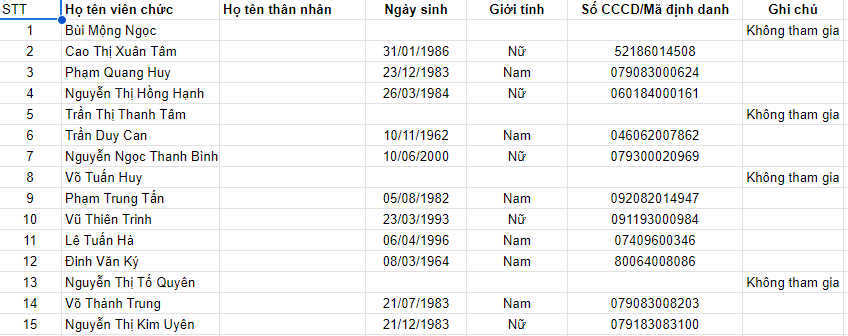 STT Họ tên viên chức Họ tên thân nhân Ngày sinh Giới tính Số CCCD/Mã định danh Ghi chú
1 Bùi Mộng Ngọc Không tham gia
2 Cao Thị Xuân Tâm 31/01/1986 Nữ 52186014508
3 Phạm Quang Huy 23/12/1983 Nam 079083000624
4 Nguyễn Thị Hồng Hạnh 26/03/1984 Nữ 060184000161
5 Trần Thị Thanh Tâm Không tham gia
6 Trần Duy Can 10/11/1962 Nam 046062007862
7 Nguyễn Ngọc Thanh Bình 10/06/2000 Nữ 079300020969
8 Võ Tuấn Huy Không tham gia
9 Phạm Trung Tấn 05/08/1982 Nam 092082014947
10 Vũ Thiên Trinh 23/03/1993 Nữ 091193000984
11 Lê Tuấn Hà 06/04/1996 Nam 07409600346
12 Đinh Văn Ký 08/03/1964 Nam 80064008086
13 Nguyễn Thị Tố Quyên Không tham gia
14 Võ Thành Trung 21/07/1983 Nam 079083008203
15 Nguyễn Thị Kim Uyên 21/12/1983 Nữ 079183083100